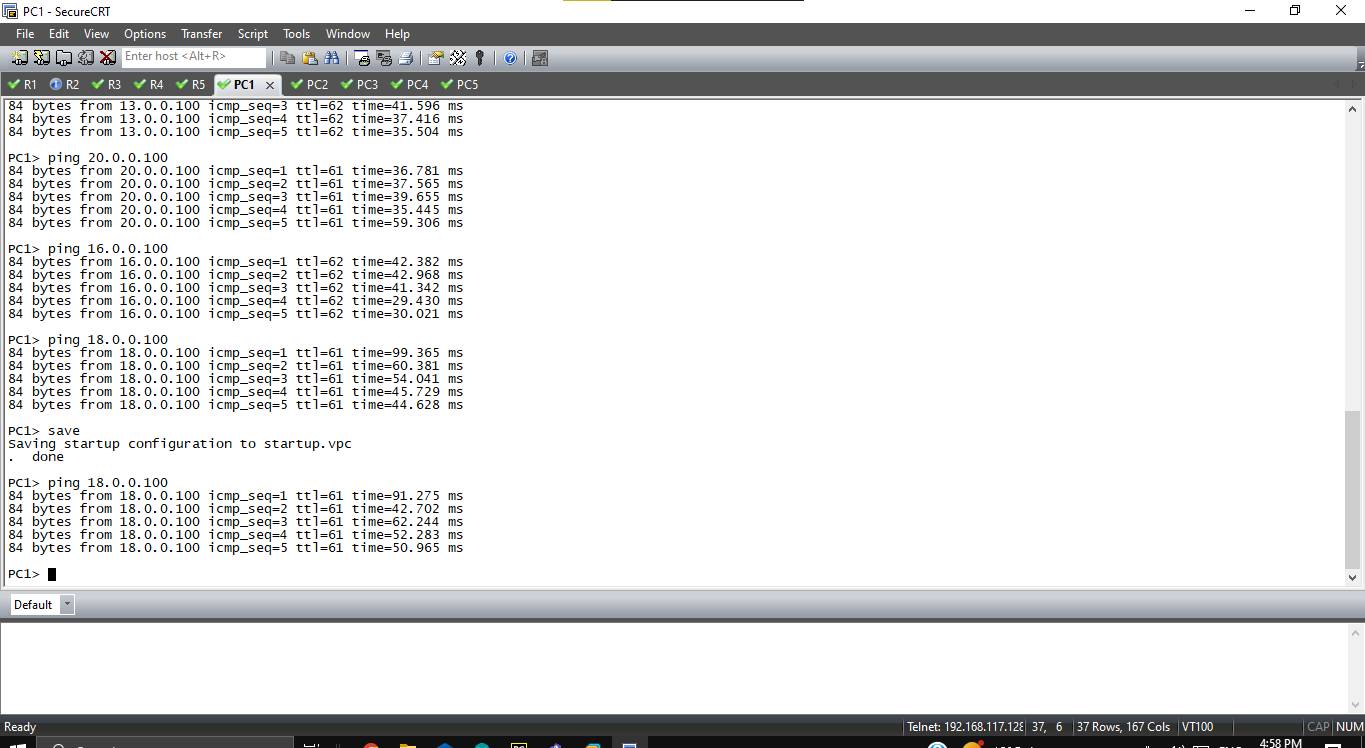 PC1 - SecureCRT
File Edit View Options Transfer Script Tools Window Help
Enter host <Alt+R>
R1 R2 R3 R4 R5 PC1 PC2 PC3 PC4 PC5
84 bytes from 13.0.0.100 icmp_seq=3 ttl=62 time=41.596 ms
84 bytes from 13.0.0.100 icmp_seq=4 ttl=62 time=37.416 ms
84 bytes from 13.0.0.100 icmp_seq=5 ttl=62 time=35.504 ms
PC1> ping 20.0.0.100
84 bytes from 20.0.0.100 icmp_seq=1 ttl=61 time=36.781 ms
84 bytes from 20.0.0.100 icmp_seq=2 ttl=61 time=37.565 ms
84 bytes from 20.0.0.100 icmp_seq=3 ttl=61 time=39.655 ms
84 bytes from 20.0.0.100 icmp_seq=4 ttl=61 time=35.445 ms
84 bytes from 20.0.0.100 icmp_seq=5 ttl=61 time=59.306 ms
PC1> ping 16.0.0.100
84 bytes from 16.0.0.100 icmp_seq=1 ttl=62 time=42.382 ms
84 bytes from 16.0.0.100 icmp_seq=2 ttl=62 time=42.968 ms
84 bytes from 16.0.0.100 icmp_seq=3 ttl=62 time=41.342 ms
84 bytes from 16.0.0.100 icmp_seq=4 ttl=62 time=29.430 ms
84 bytes from 16.0.0.100 icmp_seq=5 ttl=62 time=30.021 ms
PC1> ping 18.0.0.100
84 bytes from 18.0.0.100 icmp_seq=1 ttl=61 time=99.365 ms
84 bytes from 18.0.0.100 icmp_seq=2 ttl=61 time=60.381 ms
84 bytes from 18.0.0.100 icmp_seq=3 ttl=61 time=54.041 ms
84 bytes from 18.0.0.100 icmp_seq=4 ttl=61 time=45.729 ms
84 bytes from 18.0.0.100 icmp_seq=5 ttl=61 time=44.628 ms
PC1> save
Saving startup configuration to startup.vpc
.  done
PC1> ping 18.0.0.100
84 bytes from 18.0.0.100 icmp_seq=1 ttl=61 time=91.275 ms
84 bytes from 18.0.0.100 icmp_seq=2 ttl=61 time=42.702 ms
84 bytes from 18.0.0.100 icmp_seq=3 ttl=61 time=62.244 ms
84 bytes from 18.0.0.100 icmp_seq=4 ttl=61 time=52.283 ms
84 bytes from 18.0.0.100 icmp_seq=5 ttl=61 time=50.965 ms
PC1>
Default
Ready Telnet: 192.168.117.128 37, 6 37 Rows, 167 Cols VT100 CAP NUM
4:58 PM